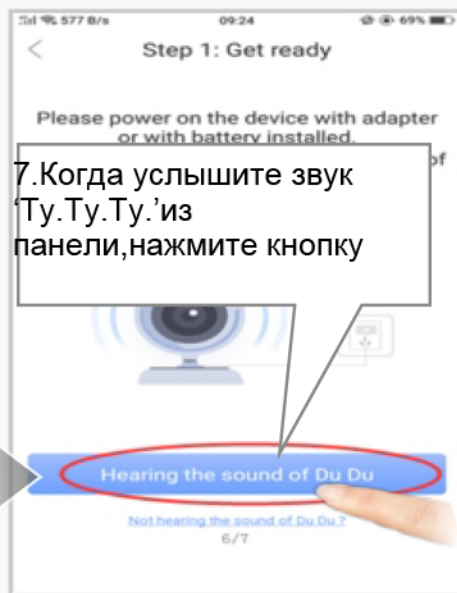 577 B/s 09:24 69%
Step 1: Get ready
Please power on the device with adapter
or with battery installed.
of
7.Когда услышите звук
‘Ту.Ту.Ту.’из
панели,нажмите кнопку
Hearing the sound of Du Du
Not hearing the sound of Du Du ?
6/7